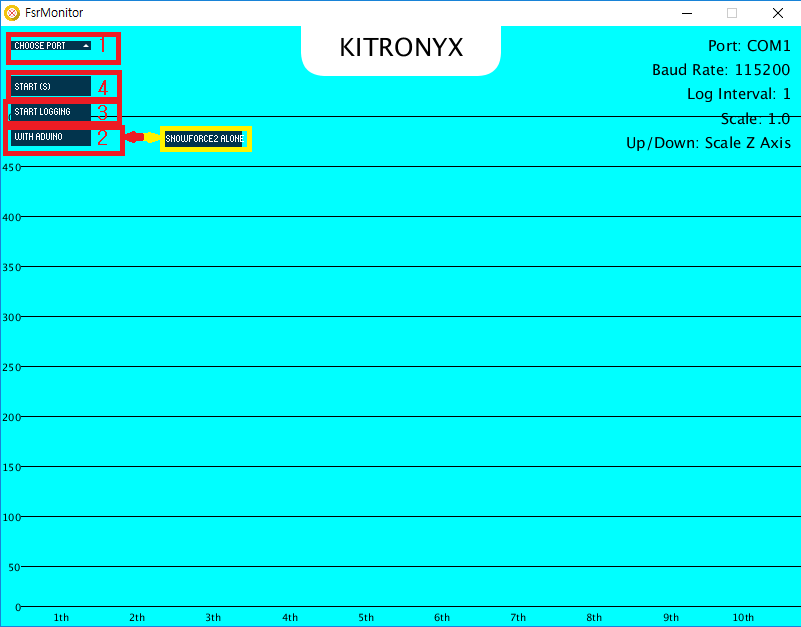 FsrMonitor
CHOOSE PORT 1
KITRONYX
Port: COM1
Baud Rate: 115200
START (S) 4
Log Interval: 1
START LOGGING 3
Scale: 1.0
WITH ADUINO 2
SNOWFORCE2 ALONE
Up/Down: Scale Z Axis
450
400
350
300
250
200
150
100
50
0
1th 2th 3th 4th 5th 6th 7th 8th 9th 10th